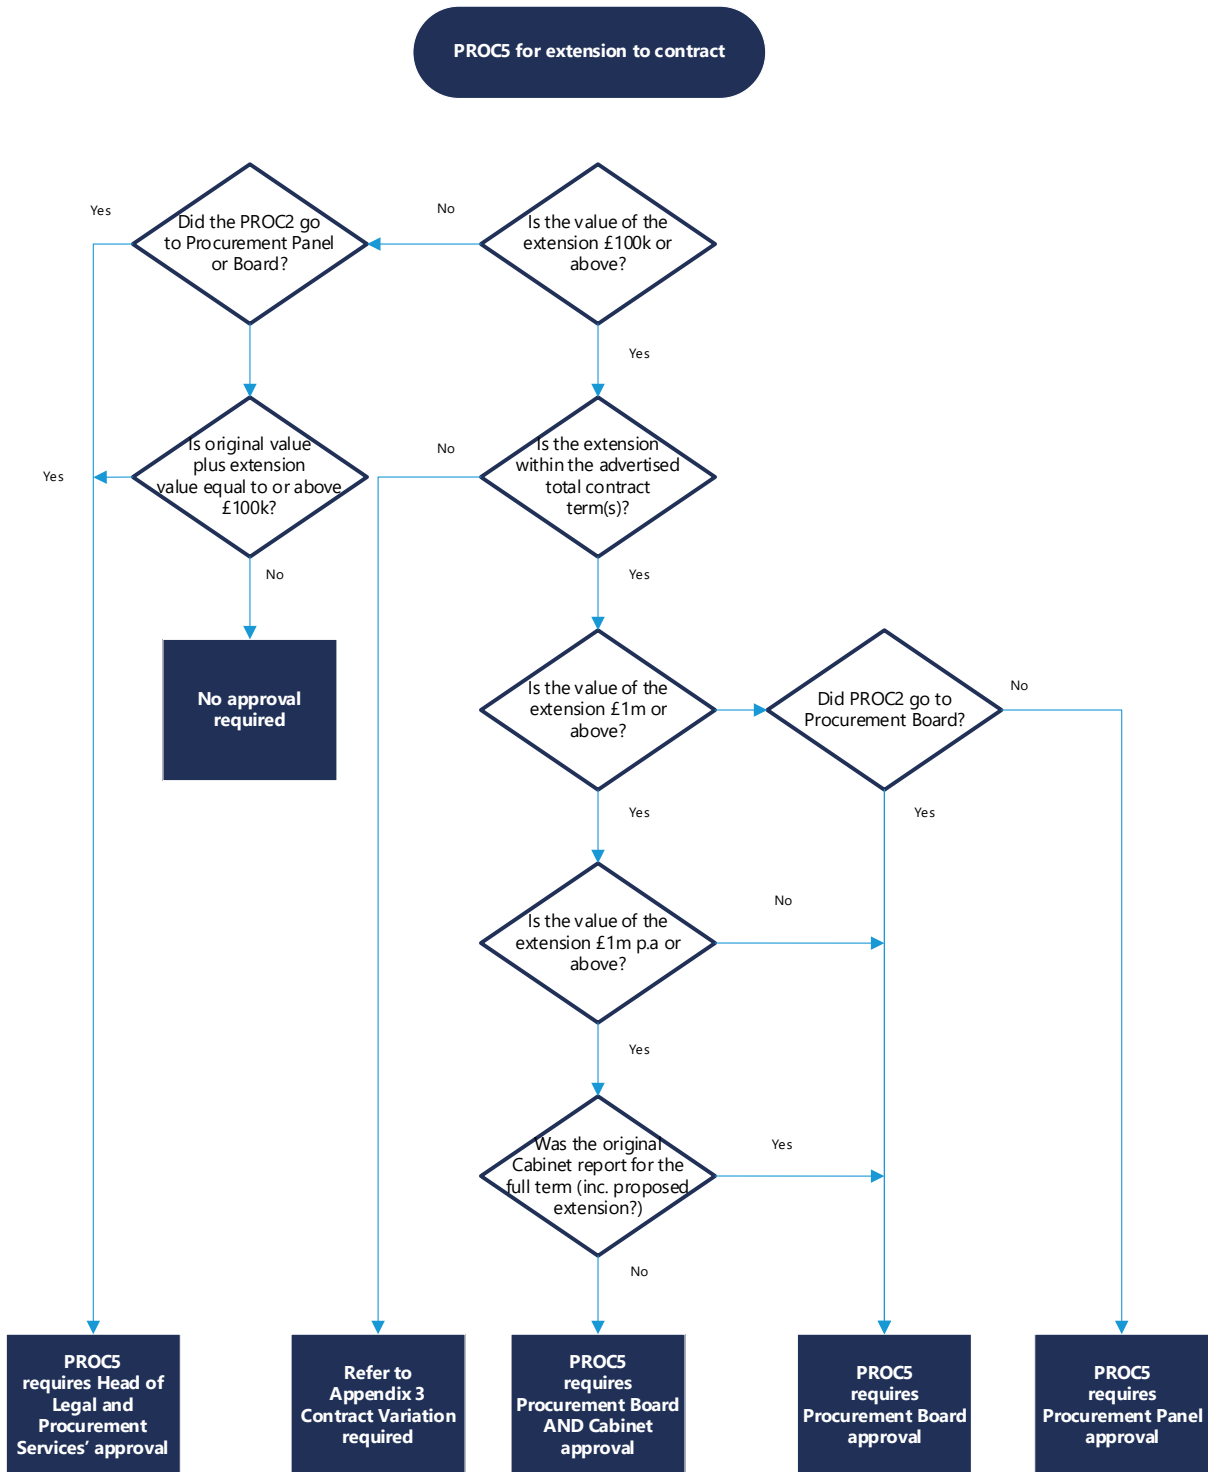 PROC5 for extension to contract
Yes
Did the PROC2 go
to Procurement Panel
or Board?
No
Is the value of the
extension £100k or
above?
Yes
Yes
Is original value
plus extension
value equal to or above
£100k?
No
Is the extension
within the advertised
total contract
term(s)?
No
Yes
No approval
required
Is the value of the
extension £1m or
above?
Did PROC2 go to
Procurement Board?
No
Yes
Yes
Is the value of the
extension £1m p.a or
above?
No
Yes
Was the original
Cabinet report for the
full term (inc. proposed
extension?)
Yes
No
PROC5
requires Head of
Legal and
Procurement
Services’ approval
Refer to
Appendix 3
Contract Variation
required
PROC5
requires
Procurement Board
AND Cabinet
approval
PROC5
requires
Procurement Board
approval
PROC5
requires
Procurement Panel
approval